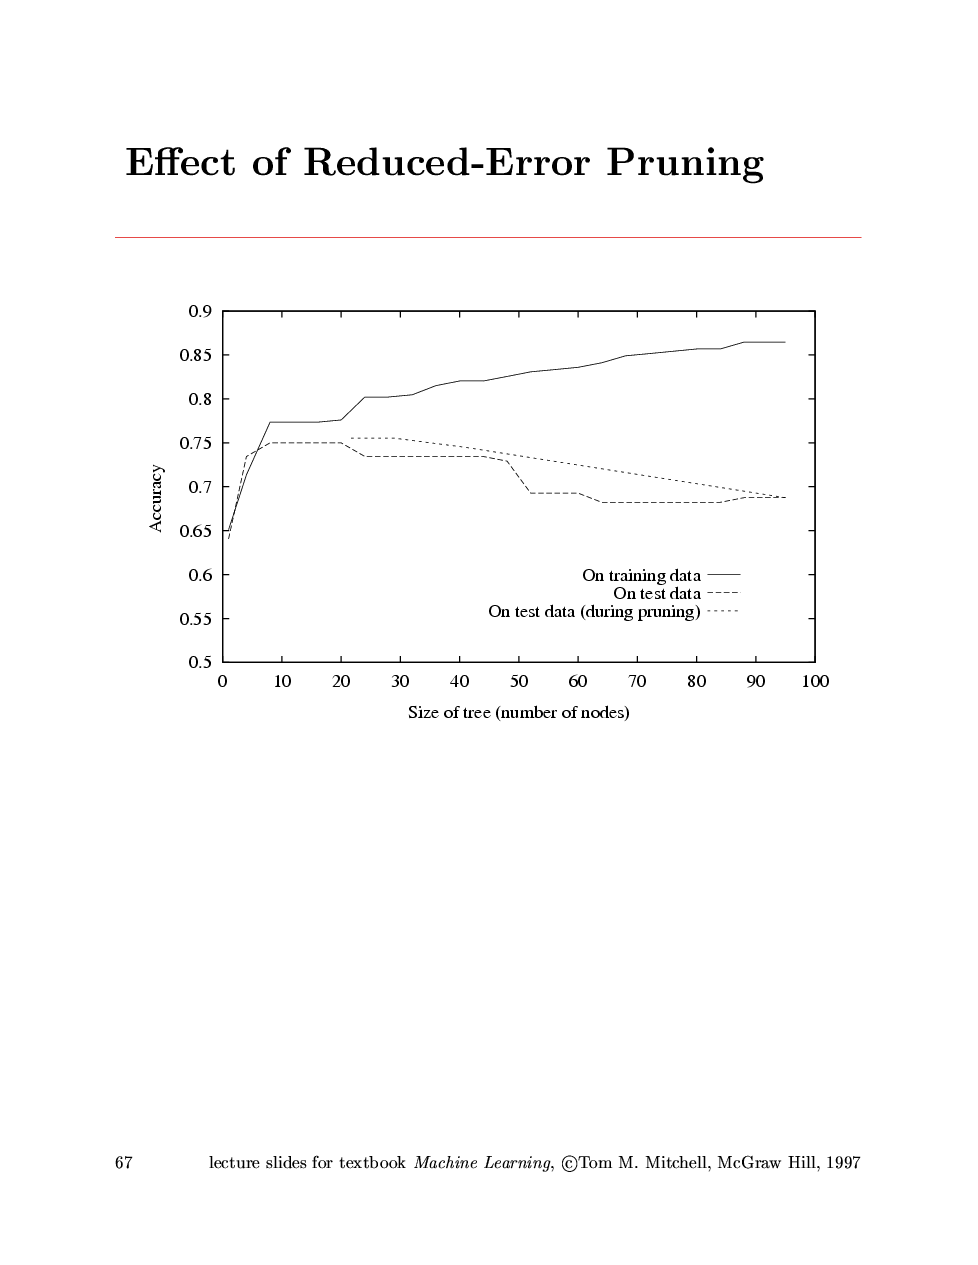 Effect of Reduced-Error Pruning
0.9
0.85
0.8
0.75
0.7
0.65
0.6
0.55
0.5
Accuracy
On training data
On test data
On test data (during pruning)
0 10 20 30 40 50 60 70 80 90 100
Size of tree (number of nodes)
67 lecture slides for textbook Machine Learning, ©Tom M. Mitchell, McGraw Hill, 1997